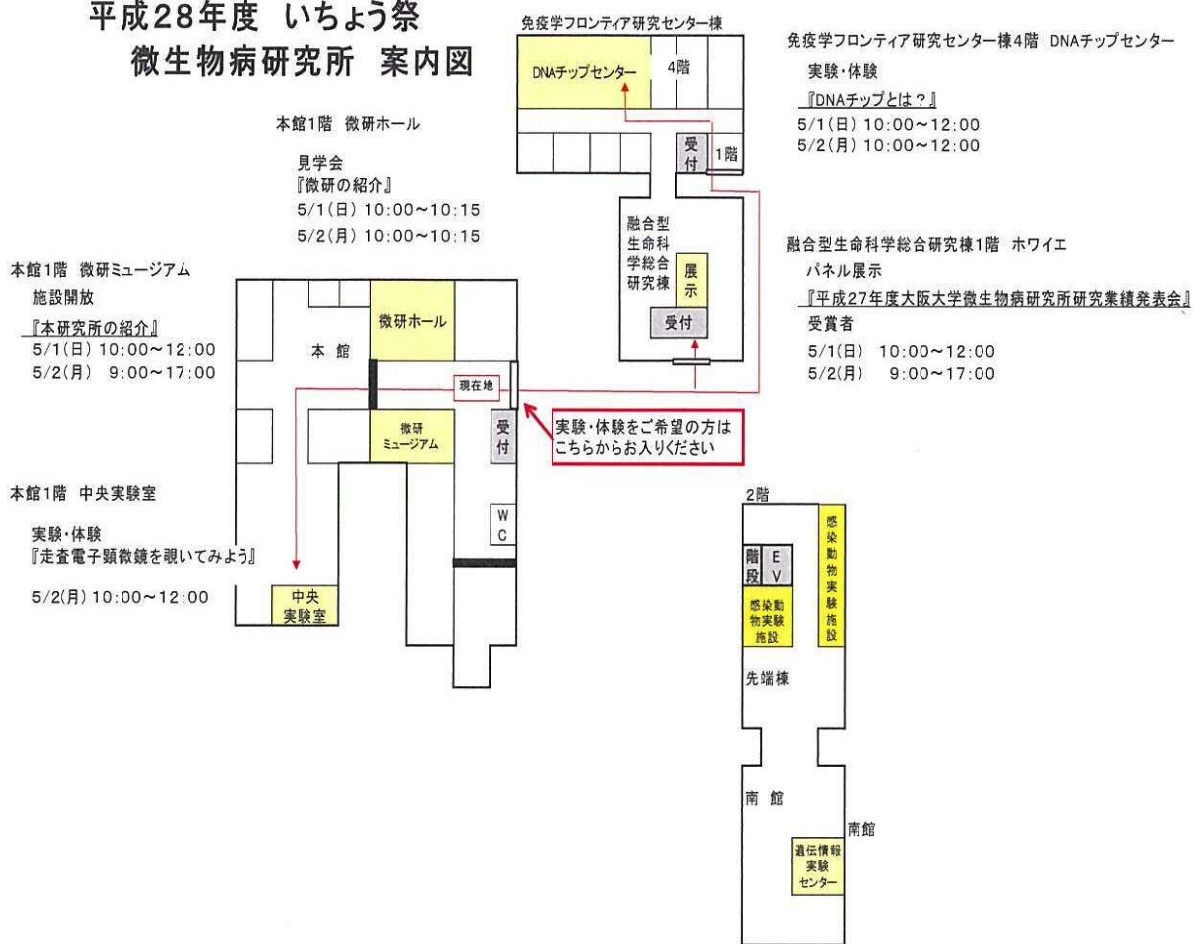 平成28年度 いちょう祭
微生物病研究所 案内図
免疫学フロンティア研究センター棟
DNAチップセンター
4階
受付
1階
免疫学フロンティア研究センター棟4階 DNAチップセンター
実験・体験
『DNAチップとは？』
5/1(日) 10:00～12:00
5/2(月) 10:00～12:00
本館1階 微研ホール
見学会
『微研の紹介』
5/1(日) 10:00～10:15
5/2(月) 10:00～10:15
融合型
生命科
学総合
研究棟
展示
受付
融合型生命科学総合研究棟1階 ホワイエ
パネル展示
『平成27年度大阪大学微生物病研究所研究業績発表会』
受賞者
5/1(日) 10:00～12:00
5/2(月) 9:00～17:00
本館1階 微研ミュージアム
施設開放
『本研究所の紹介』
5/1(日) 10:00～12:00
5/2(月) 9:00～17:00
微研ホール
本館
現在地
微研
ミュージアム
受付
WC
実験・体験をご希望の方は
こちらからお入りください
本館1階 中央実験室
実験・体験
『走査電子顕微鏡を覗いてみよう』
5/2(月) 10:00～12:00
中央
実験室
2階
階段
EV
感染動
物実験
施設
感染動物実験施設
先端棟
南 館
南館
遺伝情報
実験
センター